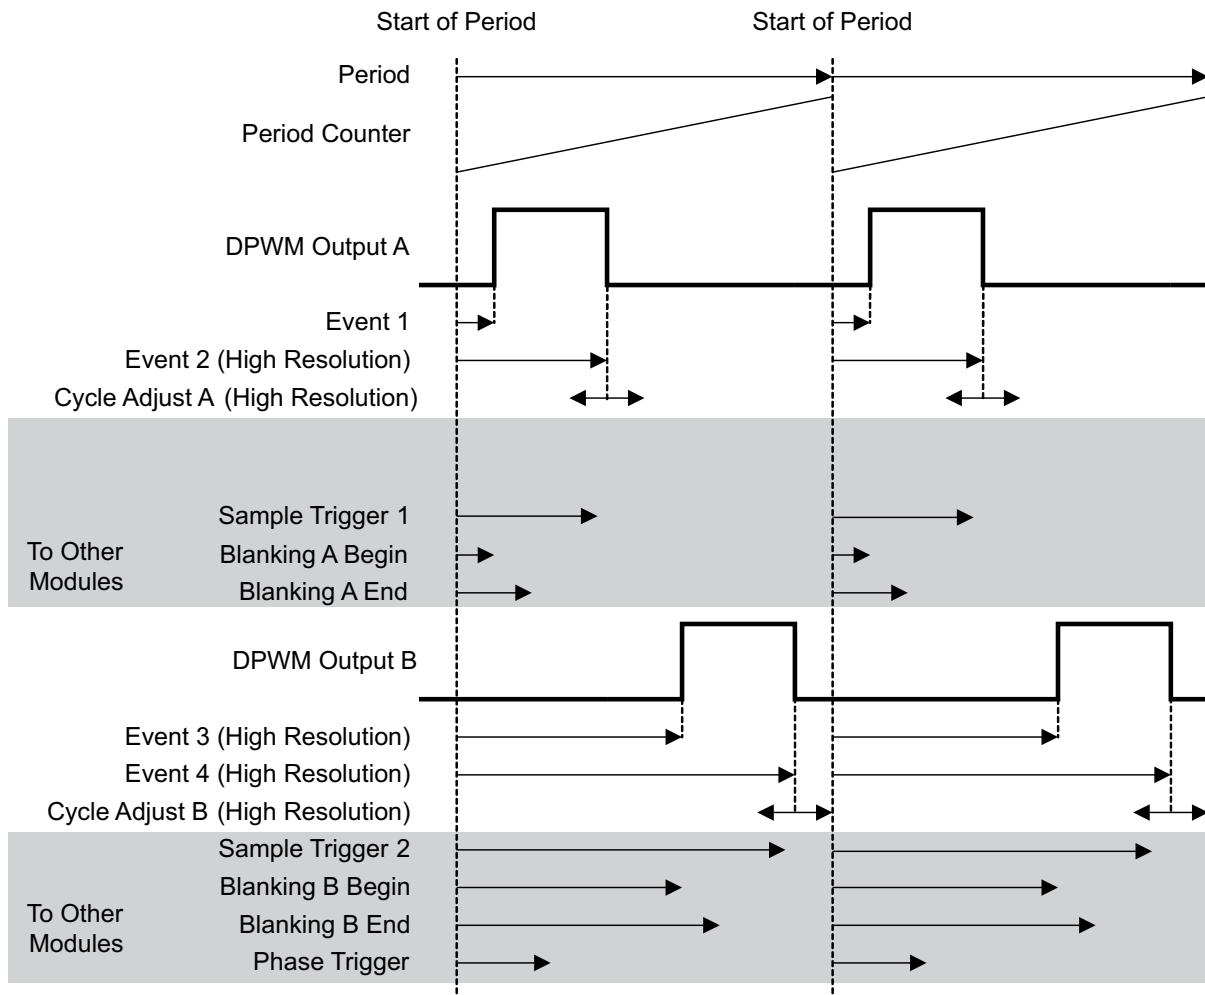 Start of Period
Start of Period
Period
Period Counter
DPWM Output A
Event 1
Event 2 (High Resolution)
Cycle Adjust A (High Resolution)
Sample Trigger 1
To Other
Modules
Blanking A Begin
Blanking A End
DPWM Output B
Event 3 (High Resolution)
Event 4 (High Resolution)
Cycle Adjust B (High Resolution)
Sample Trigger 2
Blanking B Begin
To Other
Modules
Blanking B End
Phase Trigger